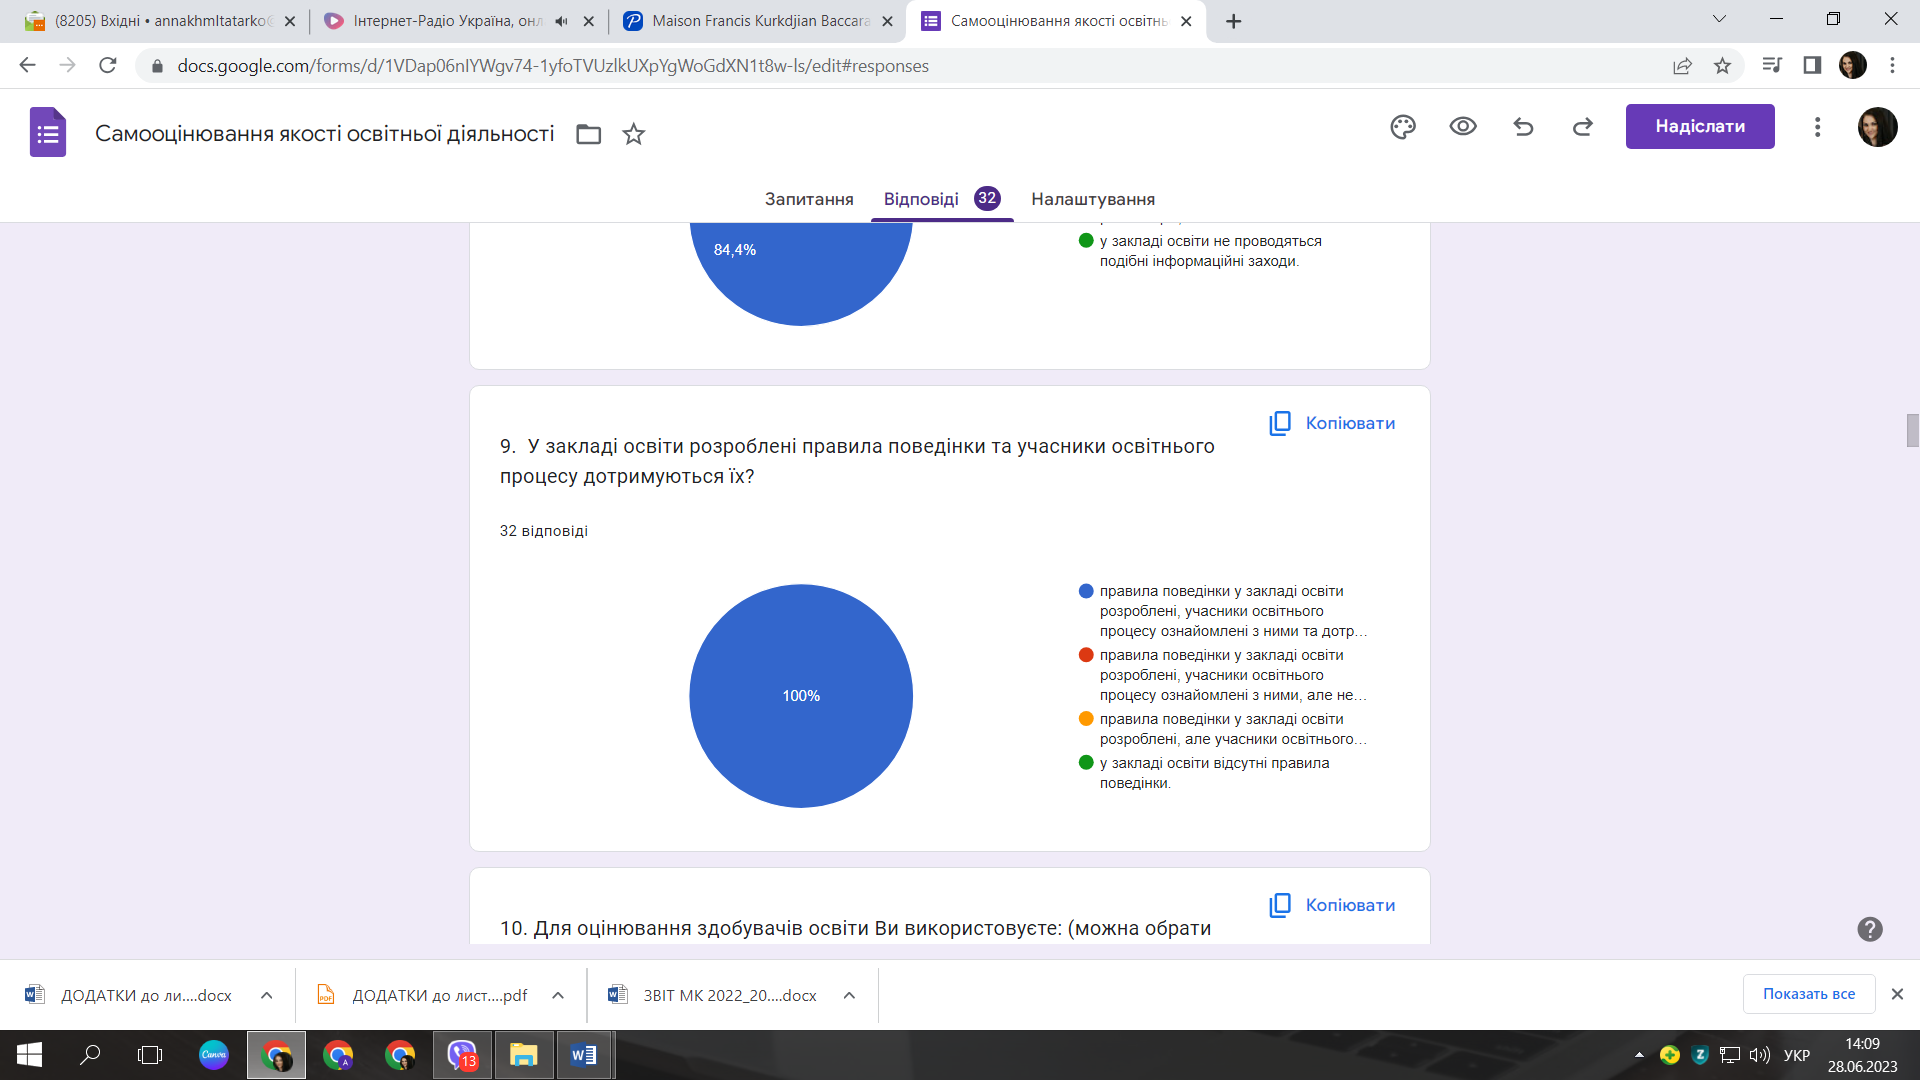 (8205) Вхідні • annakhmltatarko
Інтернет-Радіо Україна, онл
Maison Francis Kurkdjian Baccara
Самооцінювання якості освітнь
docs.google.com/forms/d/1VDap06nIYWgv74-1yfoTVUzlkUXpYgWoGdXN1t8w-ls/edit#responses
Самооцінювання якості освітньої діяльності
Надіслати
Запитання
Відповіді 32
Налаштування
84,4%
у закладі освіти не проводяться
подібні інформаційні заходи.
Копіювати
9. У закладі освіти розроблені правила поведінки та учасники освітнього
процесу дотримуються їх?
32 відповіді
100%
правила поведінки у закладі освіти
розроблені, учасники освітнього
процесу ознайомлені з ними та дотр…
правила поведінки у закладі освіти
розроблені, учасники освітнього
процесу ознайомлені з ними, але не…
правила поведінки у закладі освіти
розроблені, але учасники освітнього…
у закладі освіти відсутні правила
поведінки.
Копіювати
10. Для оцінювання здобувачів освіти Ви використовуєте: (можна обрати
ДОДАТКИ до ли....docx
ДОДАТКИ до лист....pdf
ЗВІТ МК 2022_20....docx
Показать все
Canva
13
УКР
14:09
28.06.2023